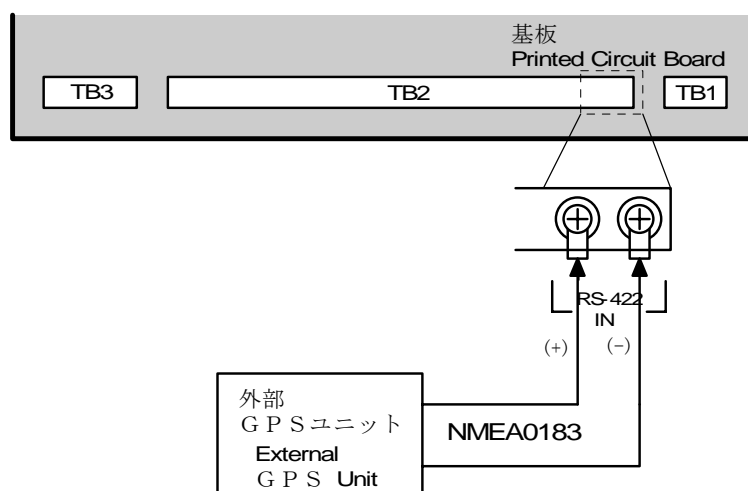 基板
Printed Circuit Board
TB3
TB2
TB1
RS-422
IN
(+)
(-)
外部
ＧＰＳユニット
External
ＧＰＳ Unit
NMEA0183